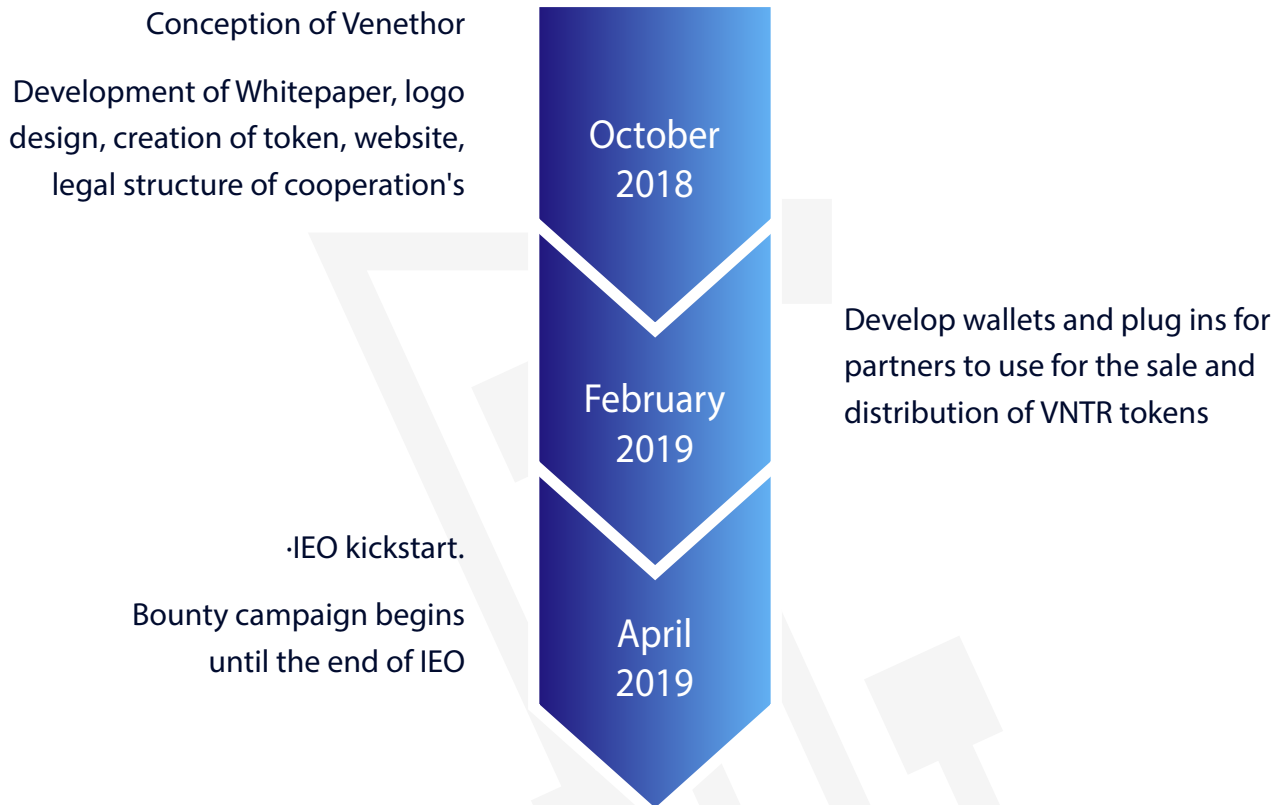 Conception of Venethor
Development of Whitepaper, logo
design, creation of token, website,
legal structure of cooperation's
October
2018
February
2019
Develop wallets and plug ins for
partners to use for the sale and
distribution of VNTR tokens
·IEO kickstart.
Bounty campaign begins
until the end of IEO
April
2019